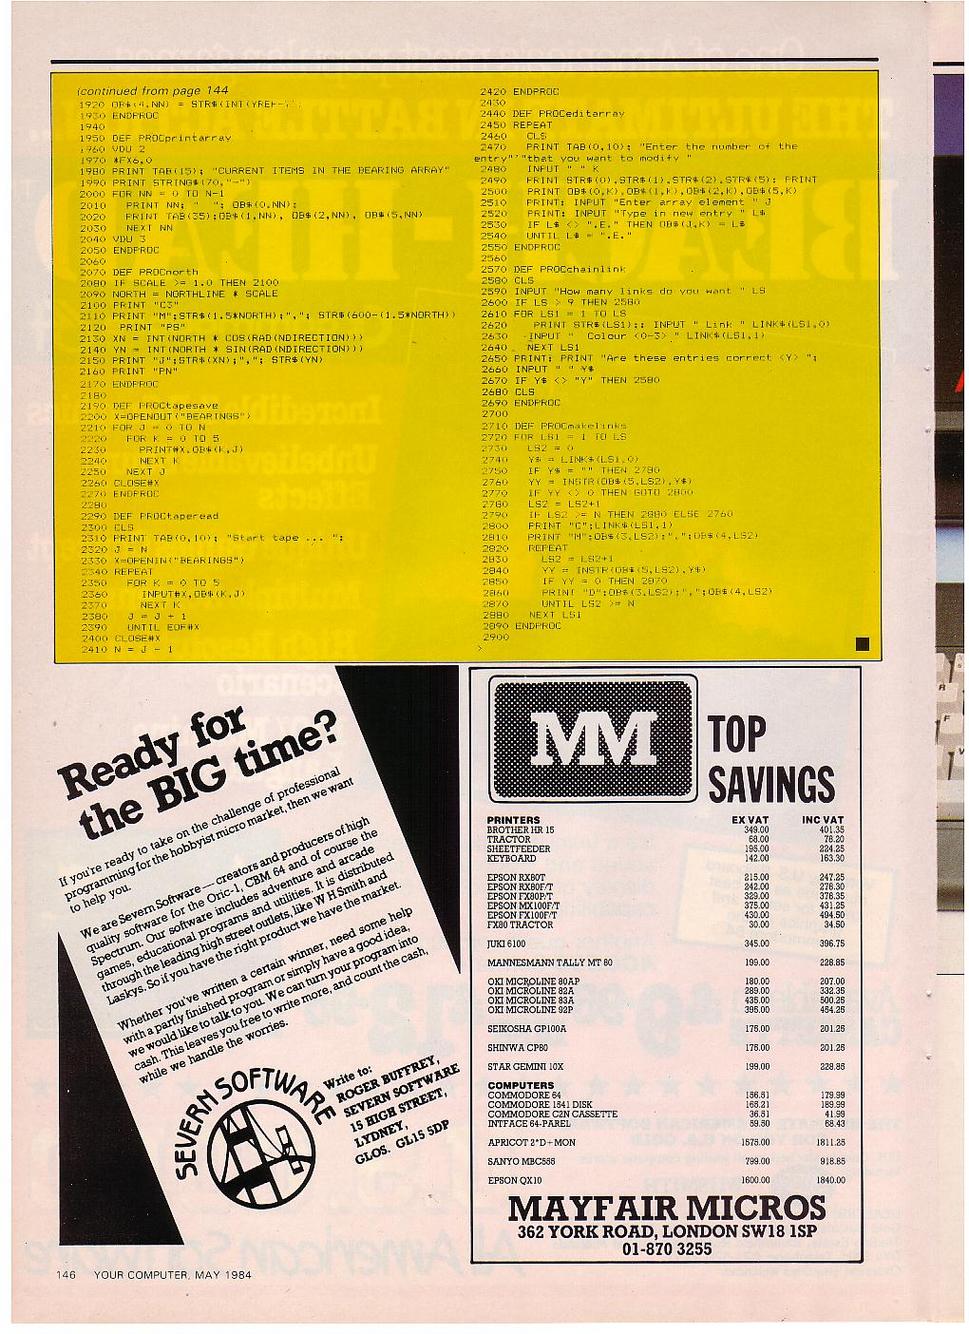 (continued from page 144
1920 OB$(4,NN) = STR$(INT(YREF-
1930 ENDPROC
1940
1950 DEF PROCprintarray
1960 VDU 2
1970 *FX6,0
1980 PRINT TAB(15); "CURRENT ITEMS IN THE BEARING ARRAY"
1990 PRINT STRING$(70,"-")
2000 FOR NN = 0 TO N-1
2010 PRINT NN; " "; OB$(0,NN);
2020 PRINT TAB(35);OB$(1,NN), OB$(2,NN), OB$(5,NN)
2030 NEXT NN
2040 VDU 3
2050 ENDPROC
2060
2070 DEF PROCnorth
2080 IF SCALE >= 1.0 THEN 2100
2090 NORTH = NORTHLINE * SCALE
2100 PRINT "C3"
2110 PRINT "M";STR$(1.5*NORTH);","; STR$(600-(1.5*NORTH))
2120 PRINT "PS"
2130 XN = INT(NORTH * COS(RAD(NDIRECTION)))
2140 YN = INT(NORTH * SIN(RAD(NDIRECTION)))
2150 PRINT "J";STR$(XN);","; STR$(YN)
2160 PRINT "PN"
2170 ENDPROC
2180
2190 DEF PROCtapesave
2200 X=OPENOUT("BEARINGS")
2210 FOR J = 0 TO N
2220 FOR K = 0 TO 5
2230 PRINT#X,OB$(K,J)
2240 NEXT K
2250 NEXT J
2260 CLOSE#X
2270 ENDPROC
2280
2290 DEF PROCtaperead
2300 CLS
2310 PRINT TAB(0,10); "Start tape ... ";
2320 J = N
2330 X=OPENIN("BEARINGS")
2340 REPEAT
2350 FOR K = 0 TO 5
2360 INPUT#X,OB$(K,J)
2370 NEXT K
2380 J = J + 1
2390 UNTIL EOF#X
2400 CLOSE#X
2410 N = J - 1
2420 ENDPROC
2430
2440 DEF PROCeditarray
2450 REPEAT
2460 CLS
2470 PRINT TAB(0,10); "Enter the number of the
entry"'"that you want to modify "
2480 INPUT " " K
2490 PRINT STR$(0),STR$(1),STR$(2),STR$(5); PRINT
2500 PRINT OB$(0,K),OB$(1,K),OB$(2,K),OB$(5,K)
2510 PRINT: INPUT "Enter array element " J
2520 PRINT: INPUT "Type in new entry " L$
2530 IF L$ <> ".E." THEN OB$(J,K) = L$
2540 UNTIL L$ = ".E."
2550 ENDPROC
2560
2570 DEF PROCchainlink
2580 CLS
2590 INPUT "How many links do you want " LS
2600 IF LS > 9 THEN 2580
2610 FOR LS1 = 1 TO LS
2620 PRINT STR$(LS1);: INPUT " Link " LINK$(LS1,0)
2630 INPUT " Colour <0-3> " LINK$(LS1,1)
2640 NEXT LS1
2650 PRINT: PRINT "Are these entries correct <Y> ";
2660 INPUT " " Y$
2670 IF Y$ <> "Y" THEN 2580
2680 CLS
2690 ENDPROC
2700
2710 DEF PROCmakelinks
2720 FOR LS1 = 1 TO LS
2730 LS2 = 0
2740 Y$ = LINK$(LS1,0)
2750 IF Y$ = "" THEN 2780
2760 YY = INSTR(OB$(5,LS2),Y$)
2770 IF YY <> 0 THEN GOTO 2800
2780 LS2 = LS2+1
2790 IF LS2 >= N THEN 2880 ELSE 2760
2800 PRINT "C";LINK$(LS1,1)
2810 PRINT "M";OB$(3,LS2);",";OB$(4,LS2)
2820 REPEAT
2830 LS2 = LS2+1
2840 YY = INSTR(OB$(5,LS2),Y$)
2850 IF YY = 0 THEN 2870
2860 PRINT "D";OB$(3,LS2);",";OB$(4,LS2)
2870 UNTIL LS2 >= N
2880 NEXT LS1
2890 ENDPROC
2900
>
Ready for
the BIG time?
If you're ready to take on the challenge of professional
programming for the hobbyist micro market, then we want
to help you.
We are Severn Software — creators and producers of high
quality software for the Oric-1, CBM 64 and of course the
Spectrum. Our software includes adventure and arcade
games, educational programs and utilities. It is distributed
through the leading high street outlets, like W H Smith and
Laskys. So if you have the right product we have the market.
Whether you've written a certain winner, need some help
with a partly finished program or simply have a good idea,
we would like to talk to you. We can turn your program into
cash. This leaves you free to write more, and count the cash,
while we handle the worries.
SEVERN SOFTWARE
Write to:
ROGER BUFFREY,
SEVERN SOFTWARE
15 HIGH STREET,
LYDNEY,
GLOS. GL15 5DP
MM
TOP
SAVINGS
PRINTERS EX VAT INC VAT
BROTHER HR 15 349.00 401.35
TRACTOR 68.00 78.20
SHEETFEEDER 195.00 224.25
KEYBOARD 142.00 163.30
EPSON RX80T 215.00 247.25
EPSON RX80F/T 242.00 278.30
EPSON FX80F/T 329.00 378.35
EPSON MX100F/T 375.00 431.25
EPSON FX100F/T 430.00 494.50
FX80 TRACTOR 30.00 34.50
JUKI 6100 345.00 396.75
MANNESMANN TALLY MT 80 199.00 228.85
OKI MICROLINE 80AP 180.00 207.00
OKI MICROLINE 82A 289.00 332.35
OKI MICROLINE 83A 435.00 500.25
OKI MICROLINE 92P 395.00 454.25
SEIKOSHA GP100A 175.00 201.25
SHINWA CP80 175.00 201.25
STAR GEMINI 10X 199.00 228.85
COMPUTERS
COMMODORE 64 156.51 179.99
COMMODORE 1541 DISK 165.21 189.99
COMMODORE C2N CASSETTE 36.51 41.99
INTFACE 64-PAREL 59.50 68.43
APRICOT 2*D+MON 1575.00 1811.25
SANYO MBC555 799.00 918.85
EPSON QX10 1600.00 1840.00
MAYFAIR MICROS
362 YORK ROAD, LONDON SW18 1SP
01-870 3255
146 YOUR COMPUTER, MAY 1984